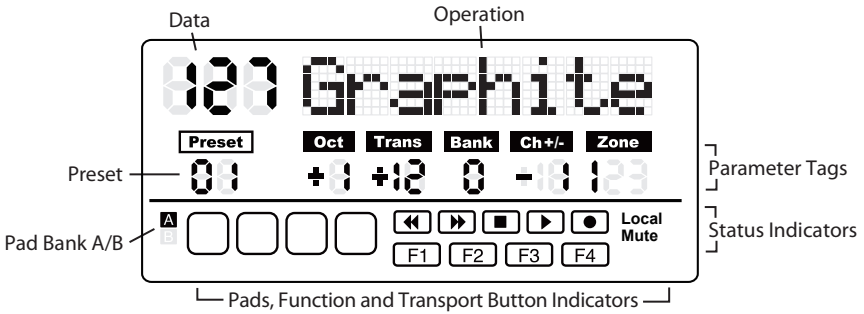 Data
Operation
127 Graphite
Preset Oct Trans Bank Ch+/- Zone
Preset
01 +1 +12 0 -1 1
Parameter Tags
A
B
Pad Bank A/B
Local
Mute
Status Indicators
F1 F2 F3 F4
Pads, Function and Transport Button Indicators